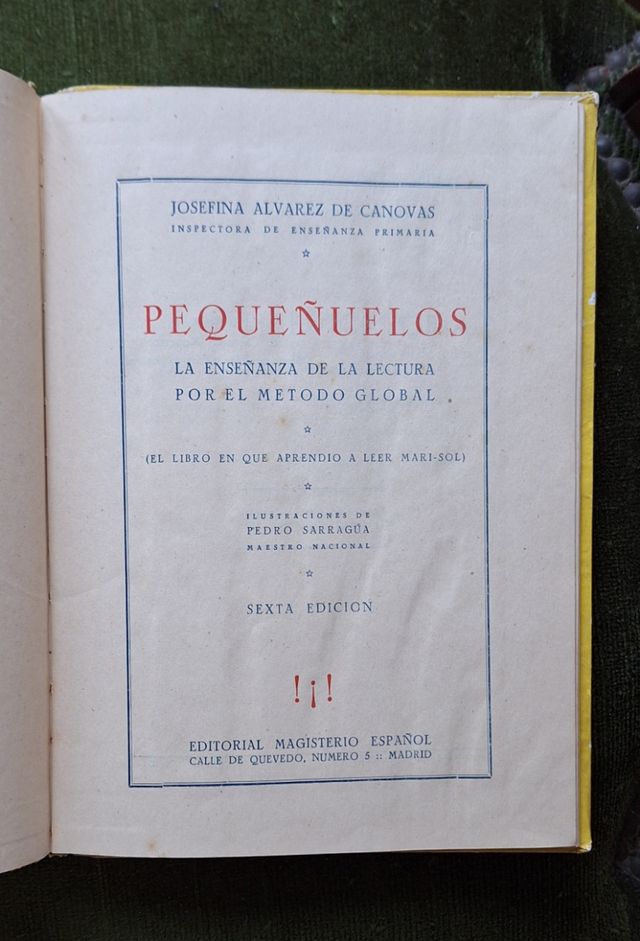 JOSEFINA ALVAREZ DE CANOVAS
INSPECTORA DE ENSEÑANZA PRIMARIA
PEQUEÑUELOS
LA ENSEÑANZA DE LA LECTURA
POR EL METODO GLOBAL
(EL LIBRO EN QUE APRENDIO A LEER MARI-SOL)
ILUSTRACIONES DE
PEDRO SARRAGÜA
MAESTRO NACIONAL
SEXTA EDICION
!¡!
EDITORIAL MAGISTERIO ESPAÑOL
CALLE DE QUEVEDO, NUMERO 5 :: MADRID